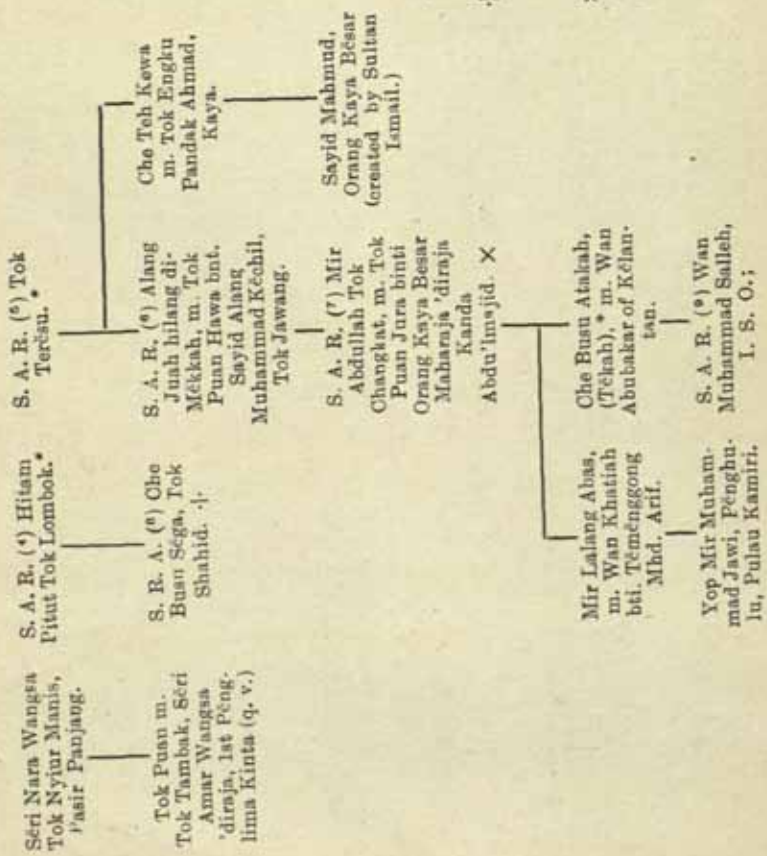 Sĕri Nara Wangsa
Tok Nyiur Manis,
Pasir Panjang.
Tok Puan m.
Tok Tambak, Sĕri
Amar Wangsa
'diraja, 1st Pĕng-
lima Kinta (q. v.)
S. A. R. (⁴) Hitam
Pitut Tok Lombok.*
S. R. A. (⁸) Che
Busu Sĕga, Tok
Shahid. ·|·
S. A. R. (⁵) Tok
Terĕsu.*
S. A. R. (⁶) Alang
Juah hilang di-
Mĕkkah, m. Tok
Puan Hawa bnt.
Sayid Alang
Muhammad Kĕchil,
Tok Jawang.
Che Teh Kewa
m. Tok Engku
Pandak Ahmad,
Kaya.
S. A. R. (⁷) Mir
Abdullah Tok
Changkat, m. Tok
Puan Jura binti
Orang Kaya Besar
Maharaja 'diraja
Kanda
Abdu'lmajid. ×
Sayid Mahmud,
Orang Kaya Bĕsar
(created by Sultan
Ismail.)
Mir Lalang Abas,
m. Wan Khatiah
bti. Tĕmĕnggong
Mhd. Arif.
Che Busu Atakah,
(Tĕkah), * m. Wan
Abubakar of Kĕlan-
tan.
Yop Mir Muham-
mad Jawi, Pĕnghu-
lu, Pulau Kamiri.
S. A. R. (⁹) Wan
Muhammad Salleh,
I. S. O.;